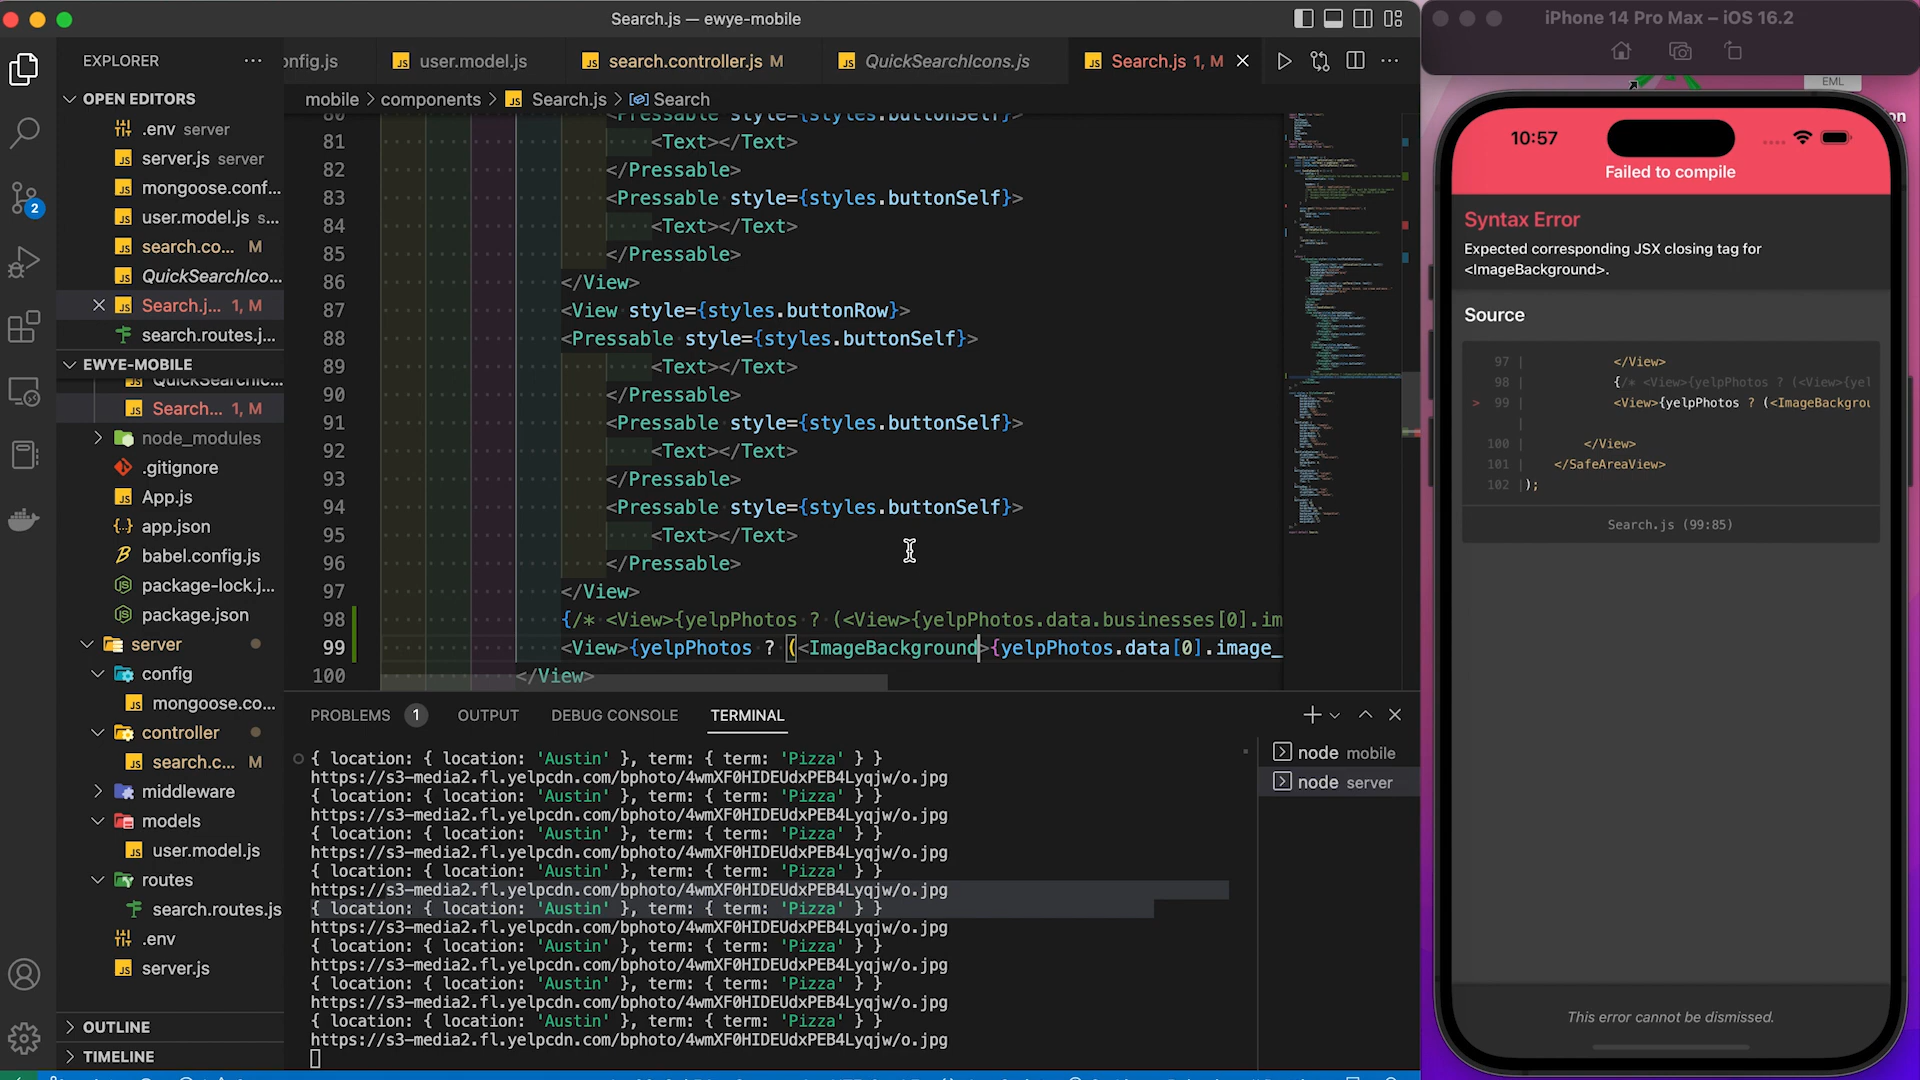 Search.js — ewye-mobile
EXPLORER
OPEN EDITORS
.env server
server.js server
mongoose.conf...
user.model.js s...
search.co... M
QuickSearchIco...
Search.j... 1, M
search.routes.j...
EWYE-MOBILE
QuickSearchIc...
Search... 1, M
node_modules
.gitignore
App.js
app.json
babel.config.js
package-lock.j...
package.json
server
config
mongoose.co...
controller
search.c... M
middleware
models
user.model.js
routes
search.routes.js
.env
server.js
OUTLINE
TIMELINE
2
onfig.js
user.model.js
search.controller.js M
QuickSearchIcons.js
Search.js 1, M
mobile > components > Search.js > Search
80 <Pressable style={styles.buttonSelf}>
81 <Text></Text>
82 </Pressable>
83 <Pressable style={styles.buttonSelf}>
84 <Text></Text>
85 </Pressable>
86 </View>
87 <View style={styles.buttonRow}>
88 <Pressable style={styles.buttonSelf}>
89 <Text></Text>
90 </Pressable>
91 <Pressable style={styles.buttonSelf}>
92 <Text></Text>
93 </Pressable>
94 <Pressable style={styles.buttonSelf}>
95 <Text></Text>
96 </Pressable>
97 </View>
98 {/* <View>{yelpPhotos ? (<View>{yelpPhotos.data.businesses[0].im
99 <View>{yelpPhotos ? (<ImageBackground>{yelpPhotos.data[0].image_
100 </View>
PROBLEMS 1 OUTPUT DEBUG CONSOLE TERMINAL
{ location: { location: 'Austin' }, term: { term: 'Pizza' } }
https://s3-media2.fl.yelpcdn.com/bphoto/4wmXF0HIDEUdxPEB4Lyqjw/o.jpg
{ location: { location: 'Austin' }, term: { term: 'Pizza' } }
https://s3-media2.fl.yelpcdn.com/bphoto/4wmXF0HIDEUdxPEB4Lyqjw/o.jpg
{ location: { location: 'Austin' }, term: { term: 'Pizza' } }
https://s3-media2.fl.yelpcdn.com/bphoto/4wmXF0HIDEUdxPEB4Lyqjw/o.jpg
{ location: { location: 'Austin' }, term: { term: 'Pizza' } }
https://s3-media2.fl.yelpcdn.com/bphoto/4wmXF0HIDEUdxPEB4Lyqjw/o.jpg
{ location: { location: 'Austin' }, term: { term: 'Pizza' } }
https://s3-media2.fl.yelpcdn.com/bphoto/4wmXF0HIDEUdxPEB4Lyqjw/o.jpg
{ location: { location: 'Austin' }, term: { term: 'Pizza' } }
https://s3-media2.fl.yelpcdn.com/bphoto/4wmXF0HIDEUdxPEB4Lyqjw/o.jpg
{ location: { location: 'Austin' }, term: { term: 'Pizza' } }
https://s3-media2.fl.yelpcdn.com/bphoto/4wmXF0HIDEUdxPEB4Lyqjw/o.jpg
{ location: { location: 'Austin' }, term: { term: 'Pizza' } }
https://s3-media2.fl.yelpcdn.com/bphoto/4wmXF0HIDEUdxPEB4Lyqjw/o.jpg
node mobile
node server
iPhone 14 Pro Max – iOS 16.2
EML
on
10:57
Failed to compile
Syntax Error
Expected corresponding JSX closing tag for
<ImageBackground>.
Source
97 | </View>
98 | {/* <View>{yelpPhotos ? (<View>{yel
> 99 | <View>{yelpPhotos ? (<ImageBackgrou
|
100 | </View>
101 | </SafeAreaView>
102 |);
Search.js (99:85)
This error cannot be dismissed.